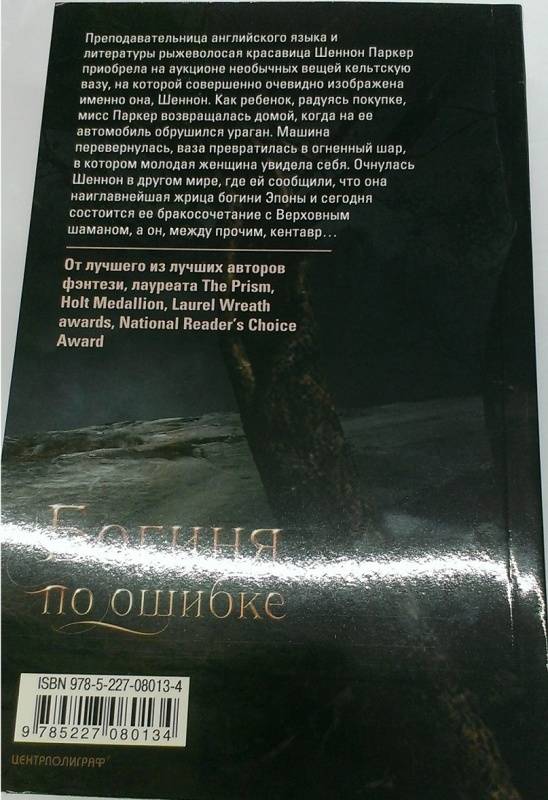 Преподавательница английского языка и
литературы рыжеволосая красавица Шеннон Паркер
приобрела на аукционе необычных вещей кельтскую
вазу, на которой совершенно очевидно изображена
именно она, Шеннон. Как ребенок, радуясь покупке,
мисс Паркер возвращалась домой, когда на ее
автомобиль обрушился ураган. Машина
перевернулась, ваза превратилась в огненный шар,
в котором молодая женщина увидела себя. Очнулась
Шеннон в другом мире, где ей сообщили, что она
наиглавнейшая жрица богини Эпоны и сегодня
состоится ее бракосочетание с Верховным
шаманом, а он, между прочим, кентавр...
От лучшего из лучших авторов
фэнтези, лауреата The Prism,
Holt Medallion, Laurel Wreath
awards, National Reader's Choice
Award
Богиня
по ошибке
ISBN 978-5-227-08013-4
9 785227 080134
ЦЕНТРПОЛИГРАФ®